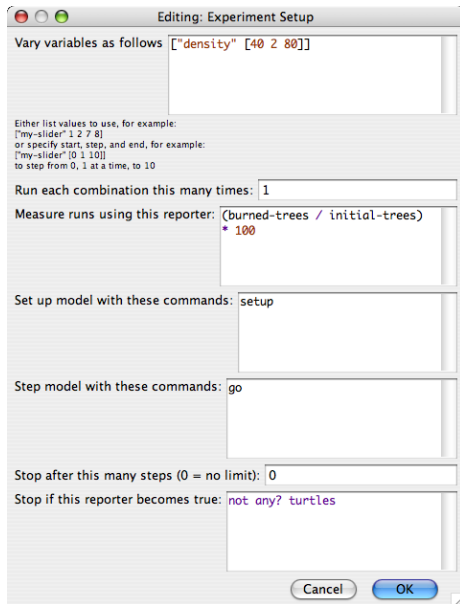 Editing: Experiment Setup
Vary variables as follows ["density" [40 2 80]]
Either list values to use, for example:
["my-slider" 1 2 7 8]
or specify start, step, and end, for example:
["my-slider" [0 1 10]]
to step from 0, 1 at a time, to 10
Run each combination this many times: 1
Measure runs using this reporter: (burned-trees / initial-trees)
* 100
Set up model with these commands: setup
Step model with these commands: go
Stop after this many steps (0 = no limit): 0
Stop if this reporter becomes true: not any? turtles
Cancel OK